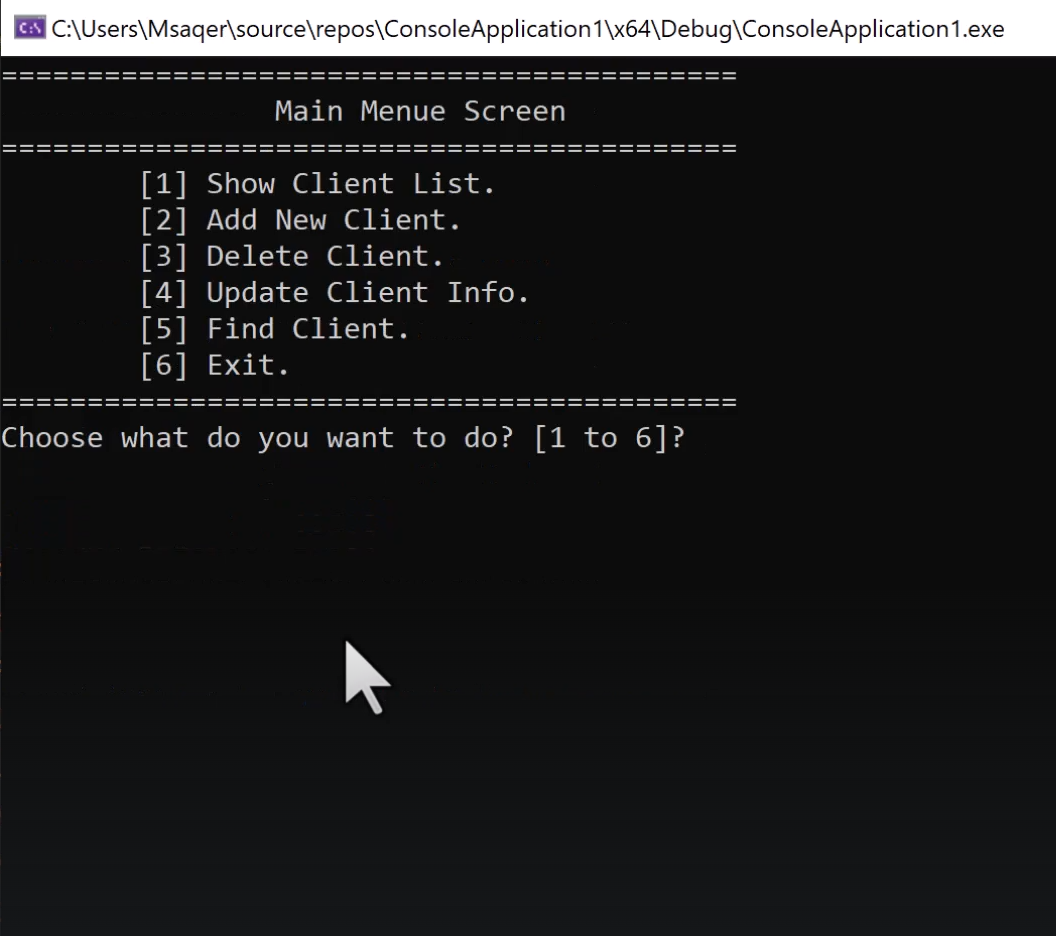 C:\Users\Msaqer\source\repos\ConsoleApplication1\x64\Debug\ConsoleApplication1.exe
===========================================
Main Menue Screen
===========================================
[1] Show Client List.
[2] Add New Client.
[3] Delete Client.
[4] Update Client Info.
[5] Find Client.
[6] Exit.
===========================================
Choose what do you want to do? [1 to 6]?